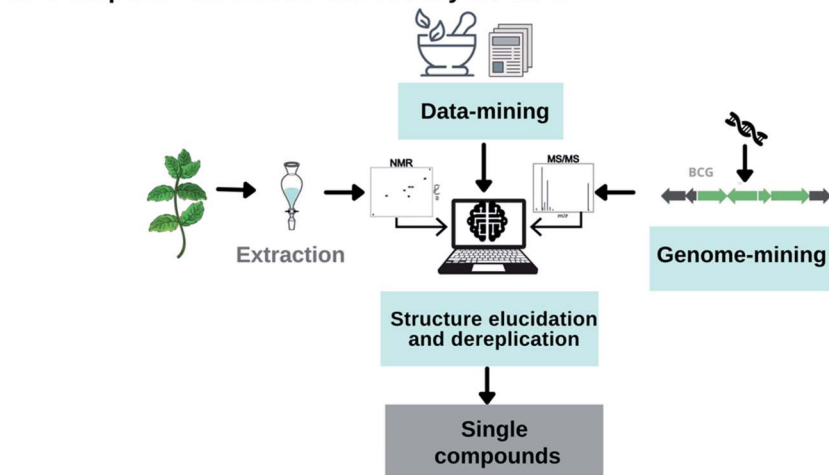 Data-mining
NMR
MS/MS
m/z
BCG
Extraction
Genome-mining
Structure elucidation
and dereplication
Single
compounds